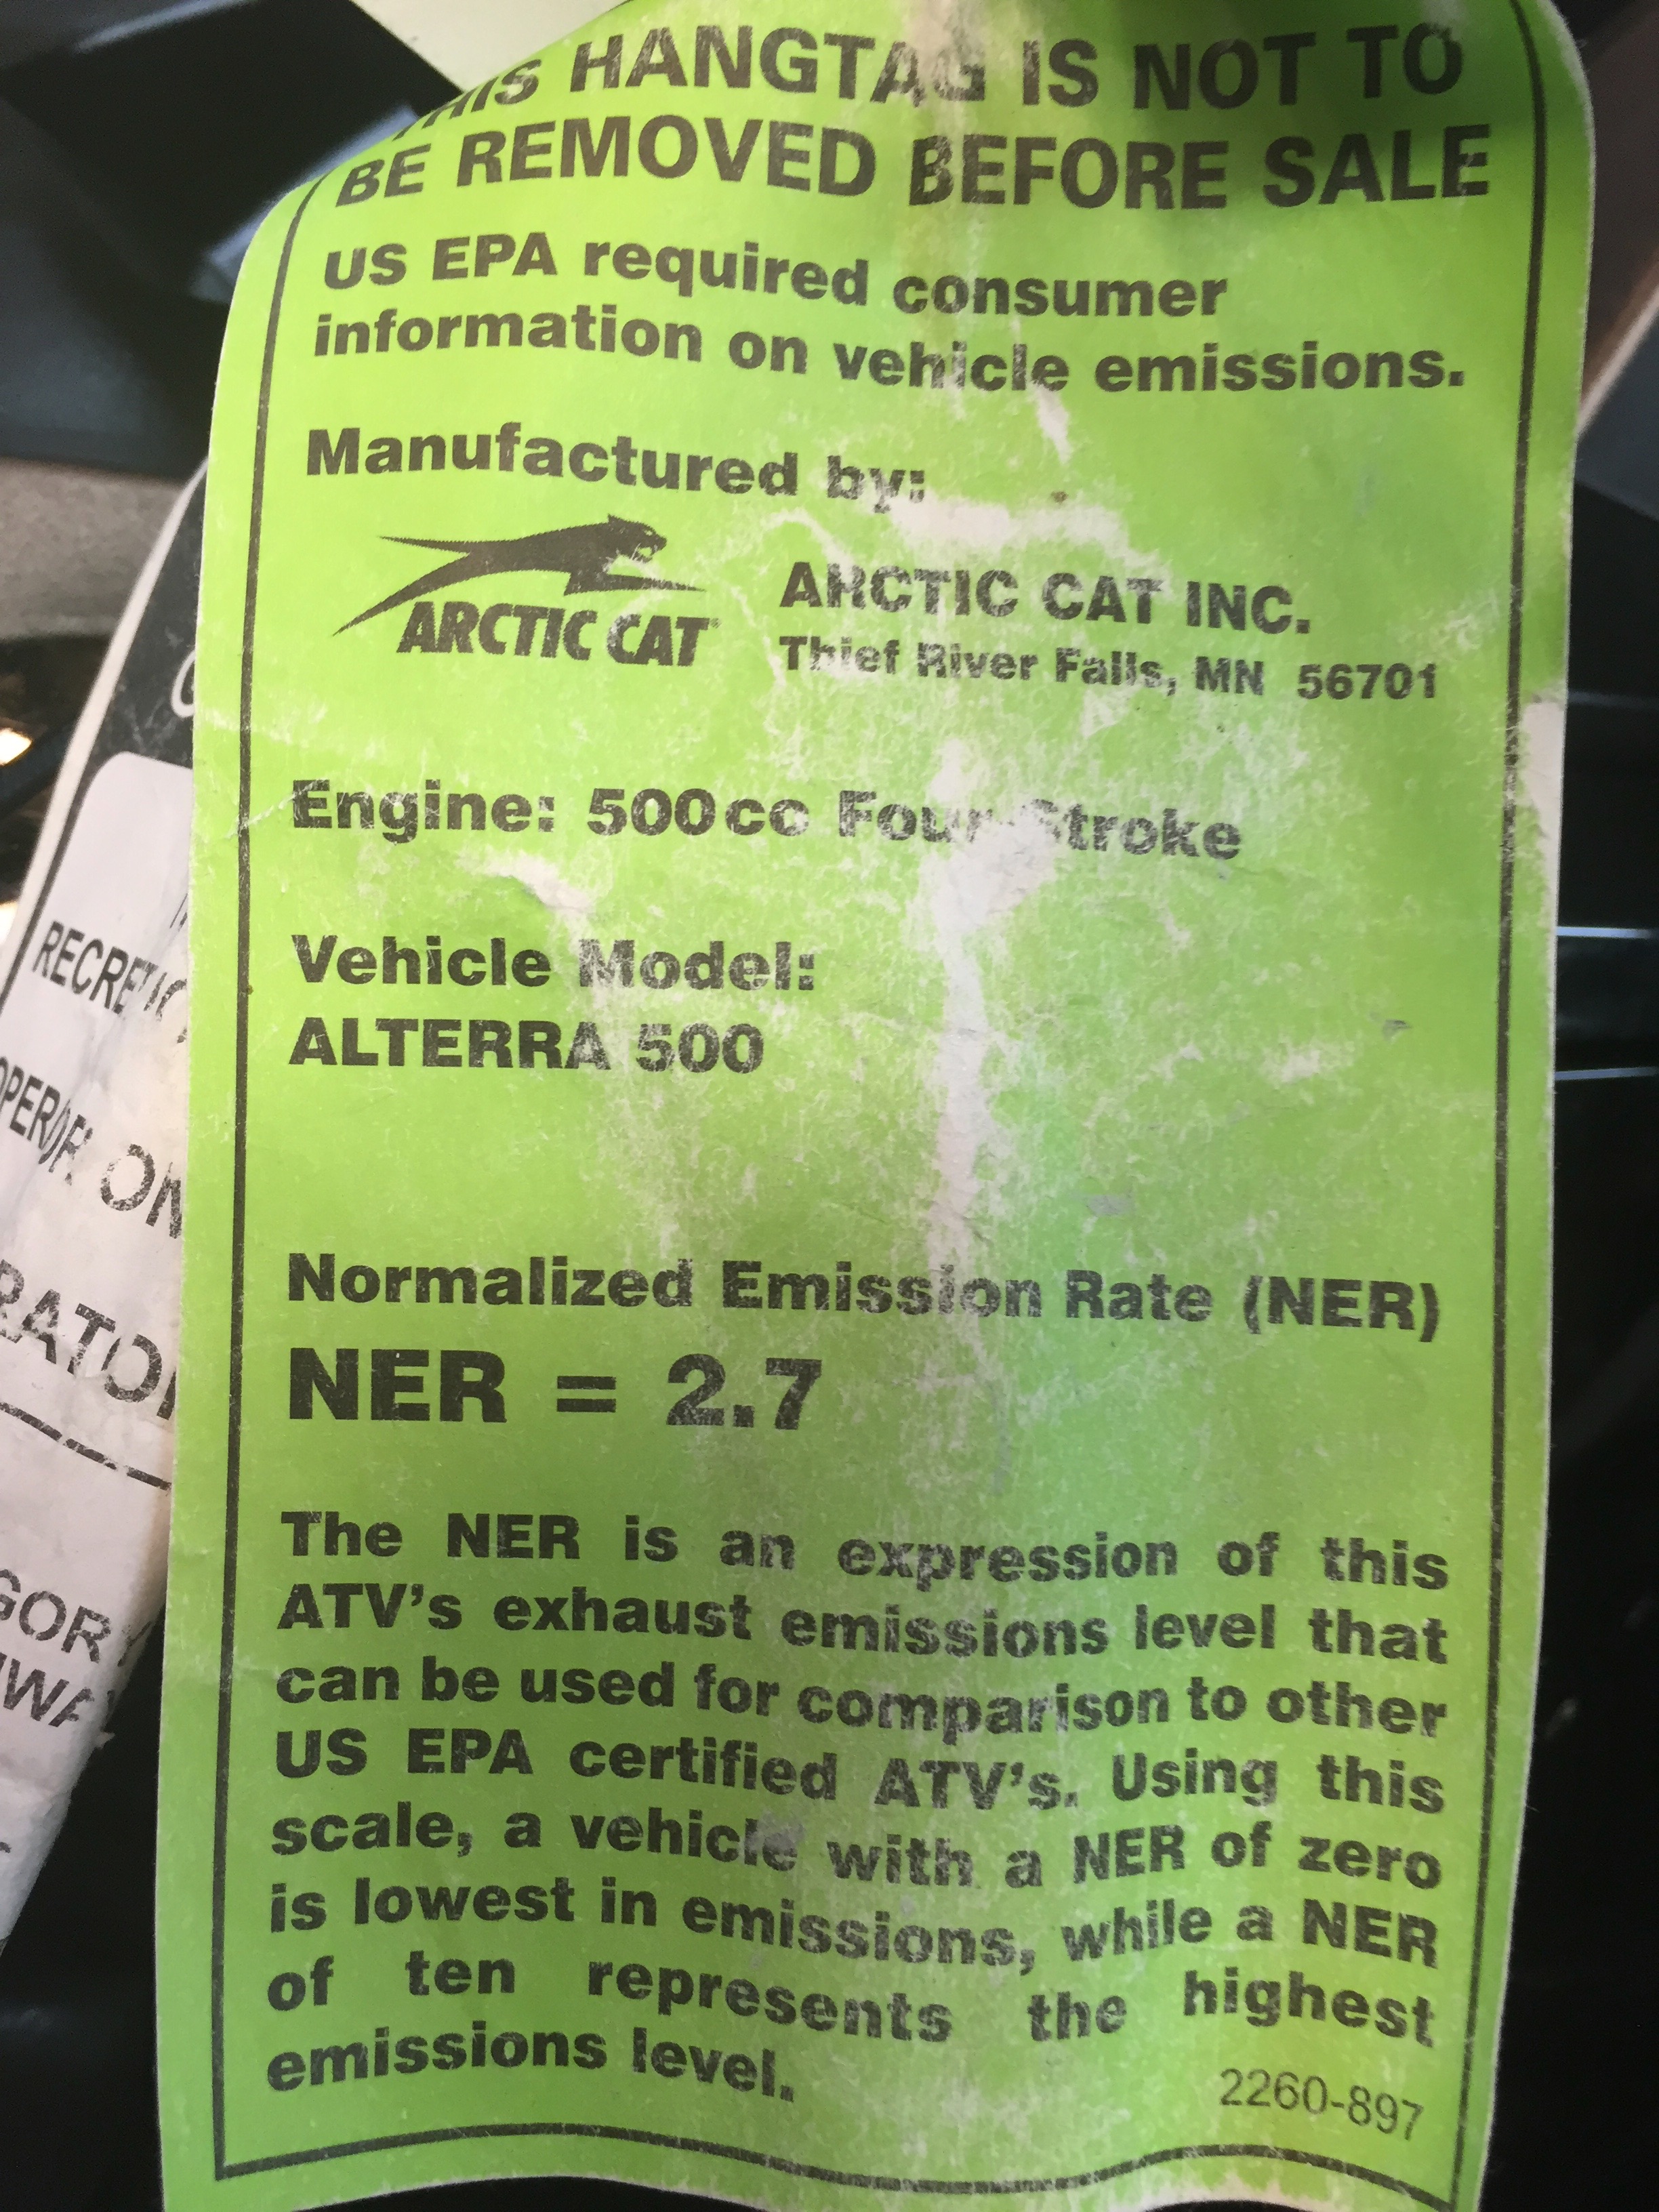 THIS HANGTAG IS NOT TO
BE REMOVED BEFORE SALE
US EPA required consumer
information on vehicle emissions.
Manufactured by:
ARCTIC CAT
ARCTIC CAT INC.
Thief River Falls, MN 56701
Engine: 500cc Four Stroke
Vehicle Model:
ALTERRA 500
Normalized Emission Rate (NER)
NER = 2.7
The NER is an expression of this
ATV's exhaust emissions level that
can be used for comparison to other
US EPA certified ATV's. Using this
scale, a vehicle with a NER of zero
is lowest in emissions, while a NER
of ten represents the highest
emissions level.
2260-897
ON